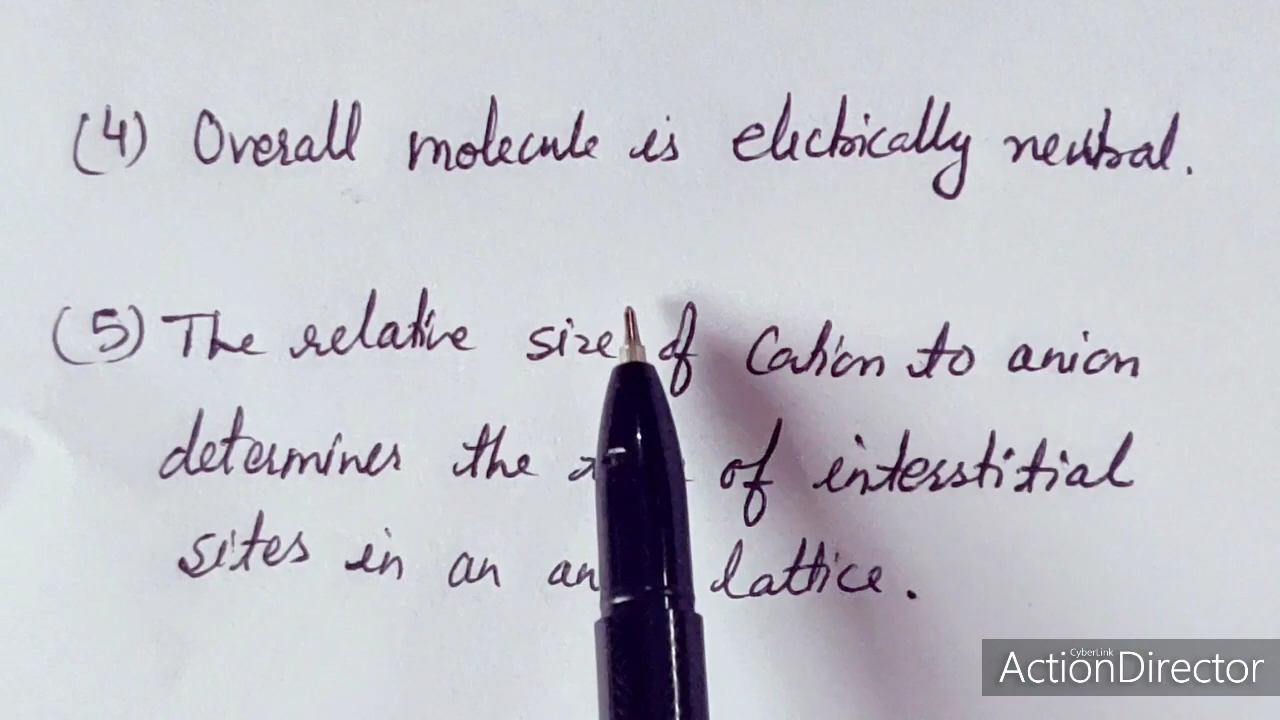 (4) Overall molecule is electrically neutral.
(5) The relative size of Cation to anion
determines the of interstitial
sites in an lattice.
CyberLink
ActionDirector